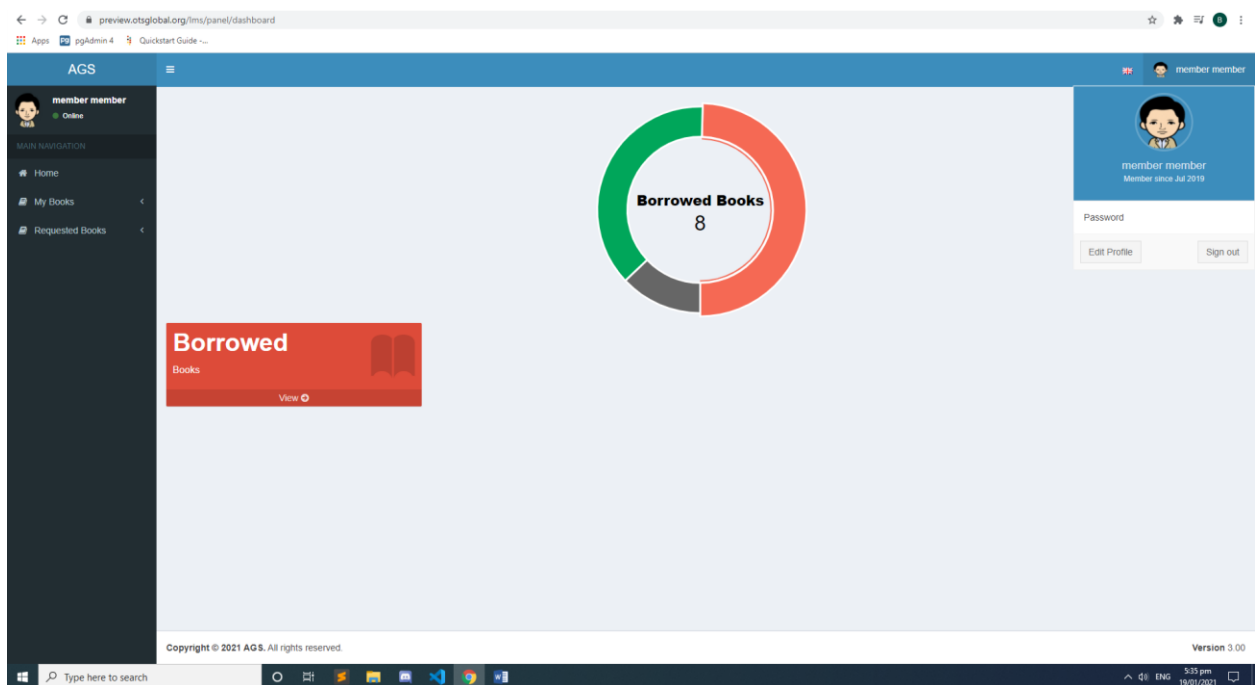 preview.otsglobal.org/lms/panel/dashboard
B
Apps
Pg pgAdmin 4
Quickstart Guide -...
AGS
member member
member member
Online
MAIN NAVIGATION
Home
My Books
Requested Books
Borrowed Books
8
member member
Member since Jul 2019
Password
Edit Profile
Sign out
Borrowed
Books
View
Copyright © 2021 AGS. All rights reserved.
Version 3.00
Type here to search
ENG
5:35 pm
19/01/2021